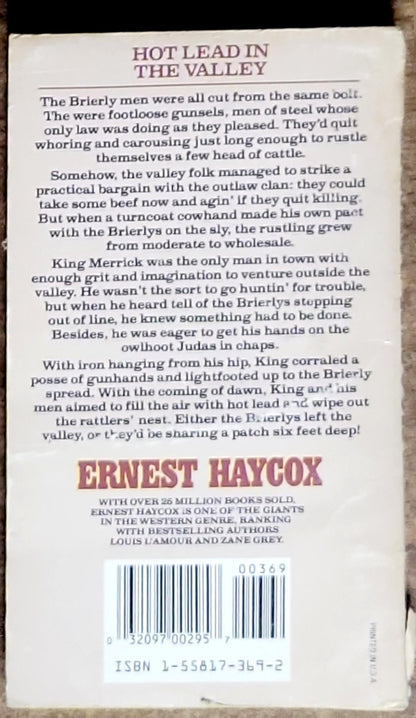 HOT LEAD IN
THE VALLEY
The Brierly men were all cut from the same bolt.
The were footloose gunsels, men of steel whose
only law was doing as they pleased. They'd quit
whoring and carousing just long enough to rustle
themselves a few head of cattle.
Somehow, the valley folk managed to strike a
practical bargain with the outlaw clan: they could
take some beef now and agin' if they quit killing.
But when a turncoat cowhand made his own pact
with the Brierlys on the sly, the rustling grew
from moderate to wholesale.
King Merrick was the only man in town with
enough grit and imagination to venture outside the
valley. He wasn't the sort to go huntin' for trouble,
but when he heard tell of the Brierlys stepping
out of line, he knew something had to be done.
Besides, he was eager to get his hands on the
owlhoot Judas in chaps.
With iron hanging from his hip, King corraled a
posse of gunhands and lightfooted up to the Brierly
spread. With the coming of dawn, King and his
men aimed to fill the air with hot lead and wipe out
the rattlers' nest. Either the Brierlys left the
valley, or they'd be sharing a patch six feet deep!
ERNEST HAYCOX
WITH OVER 25 MILLION BOOKS SOLD,
ERNEST HAYCOX IS ONE OF THE GIANTS
IN THE WESTERN GENRE, RANKING
WITH BESTSELLING AUTHORS
LOUIS L'AMOUR AND ZANE GREY.
00369
0 32097 00295 7
ISBN 1-55817-369-2
PRINTED IN U.S.A.